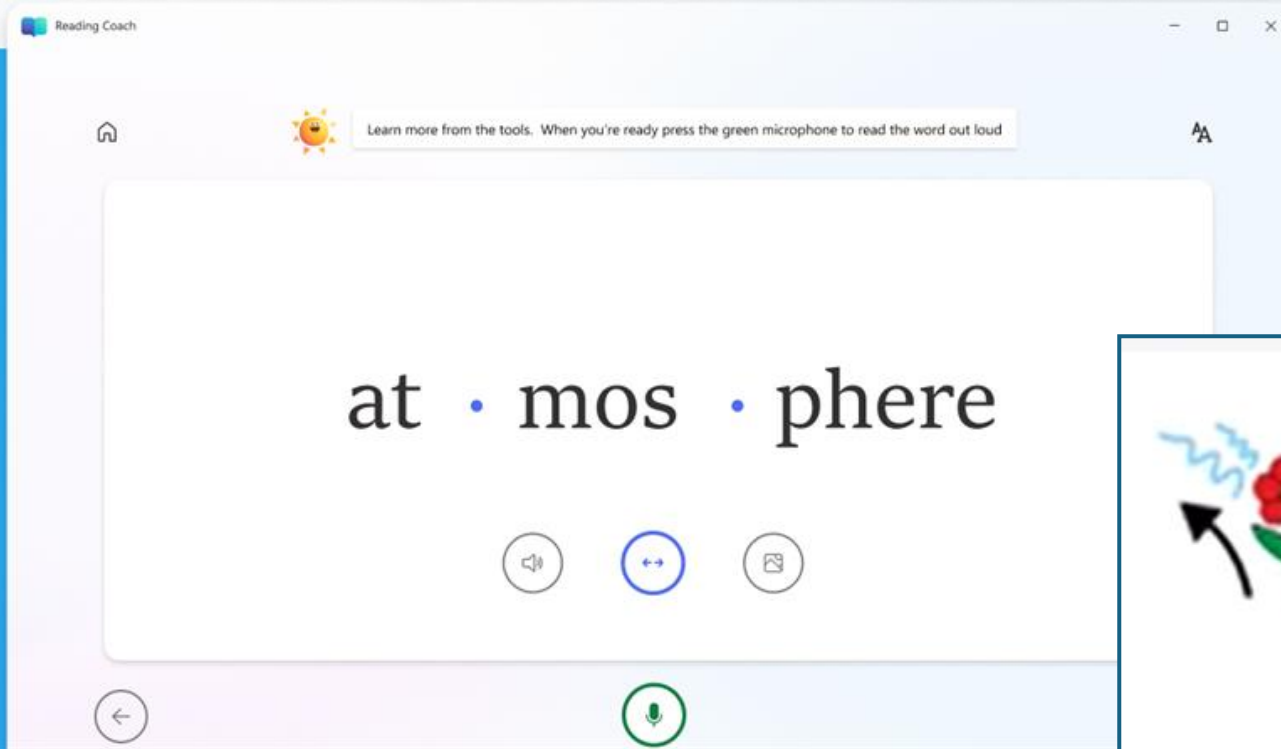 Reading Coach
Learn more from the tools. When you're ready press the green microphone to read the word out loud
at · mos · phere